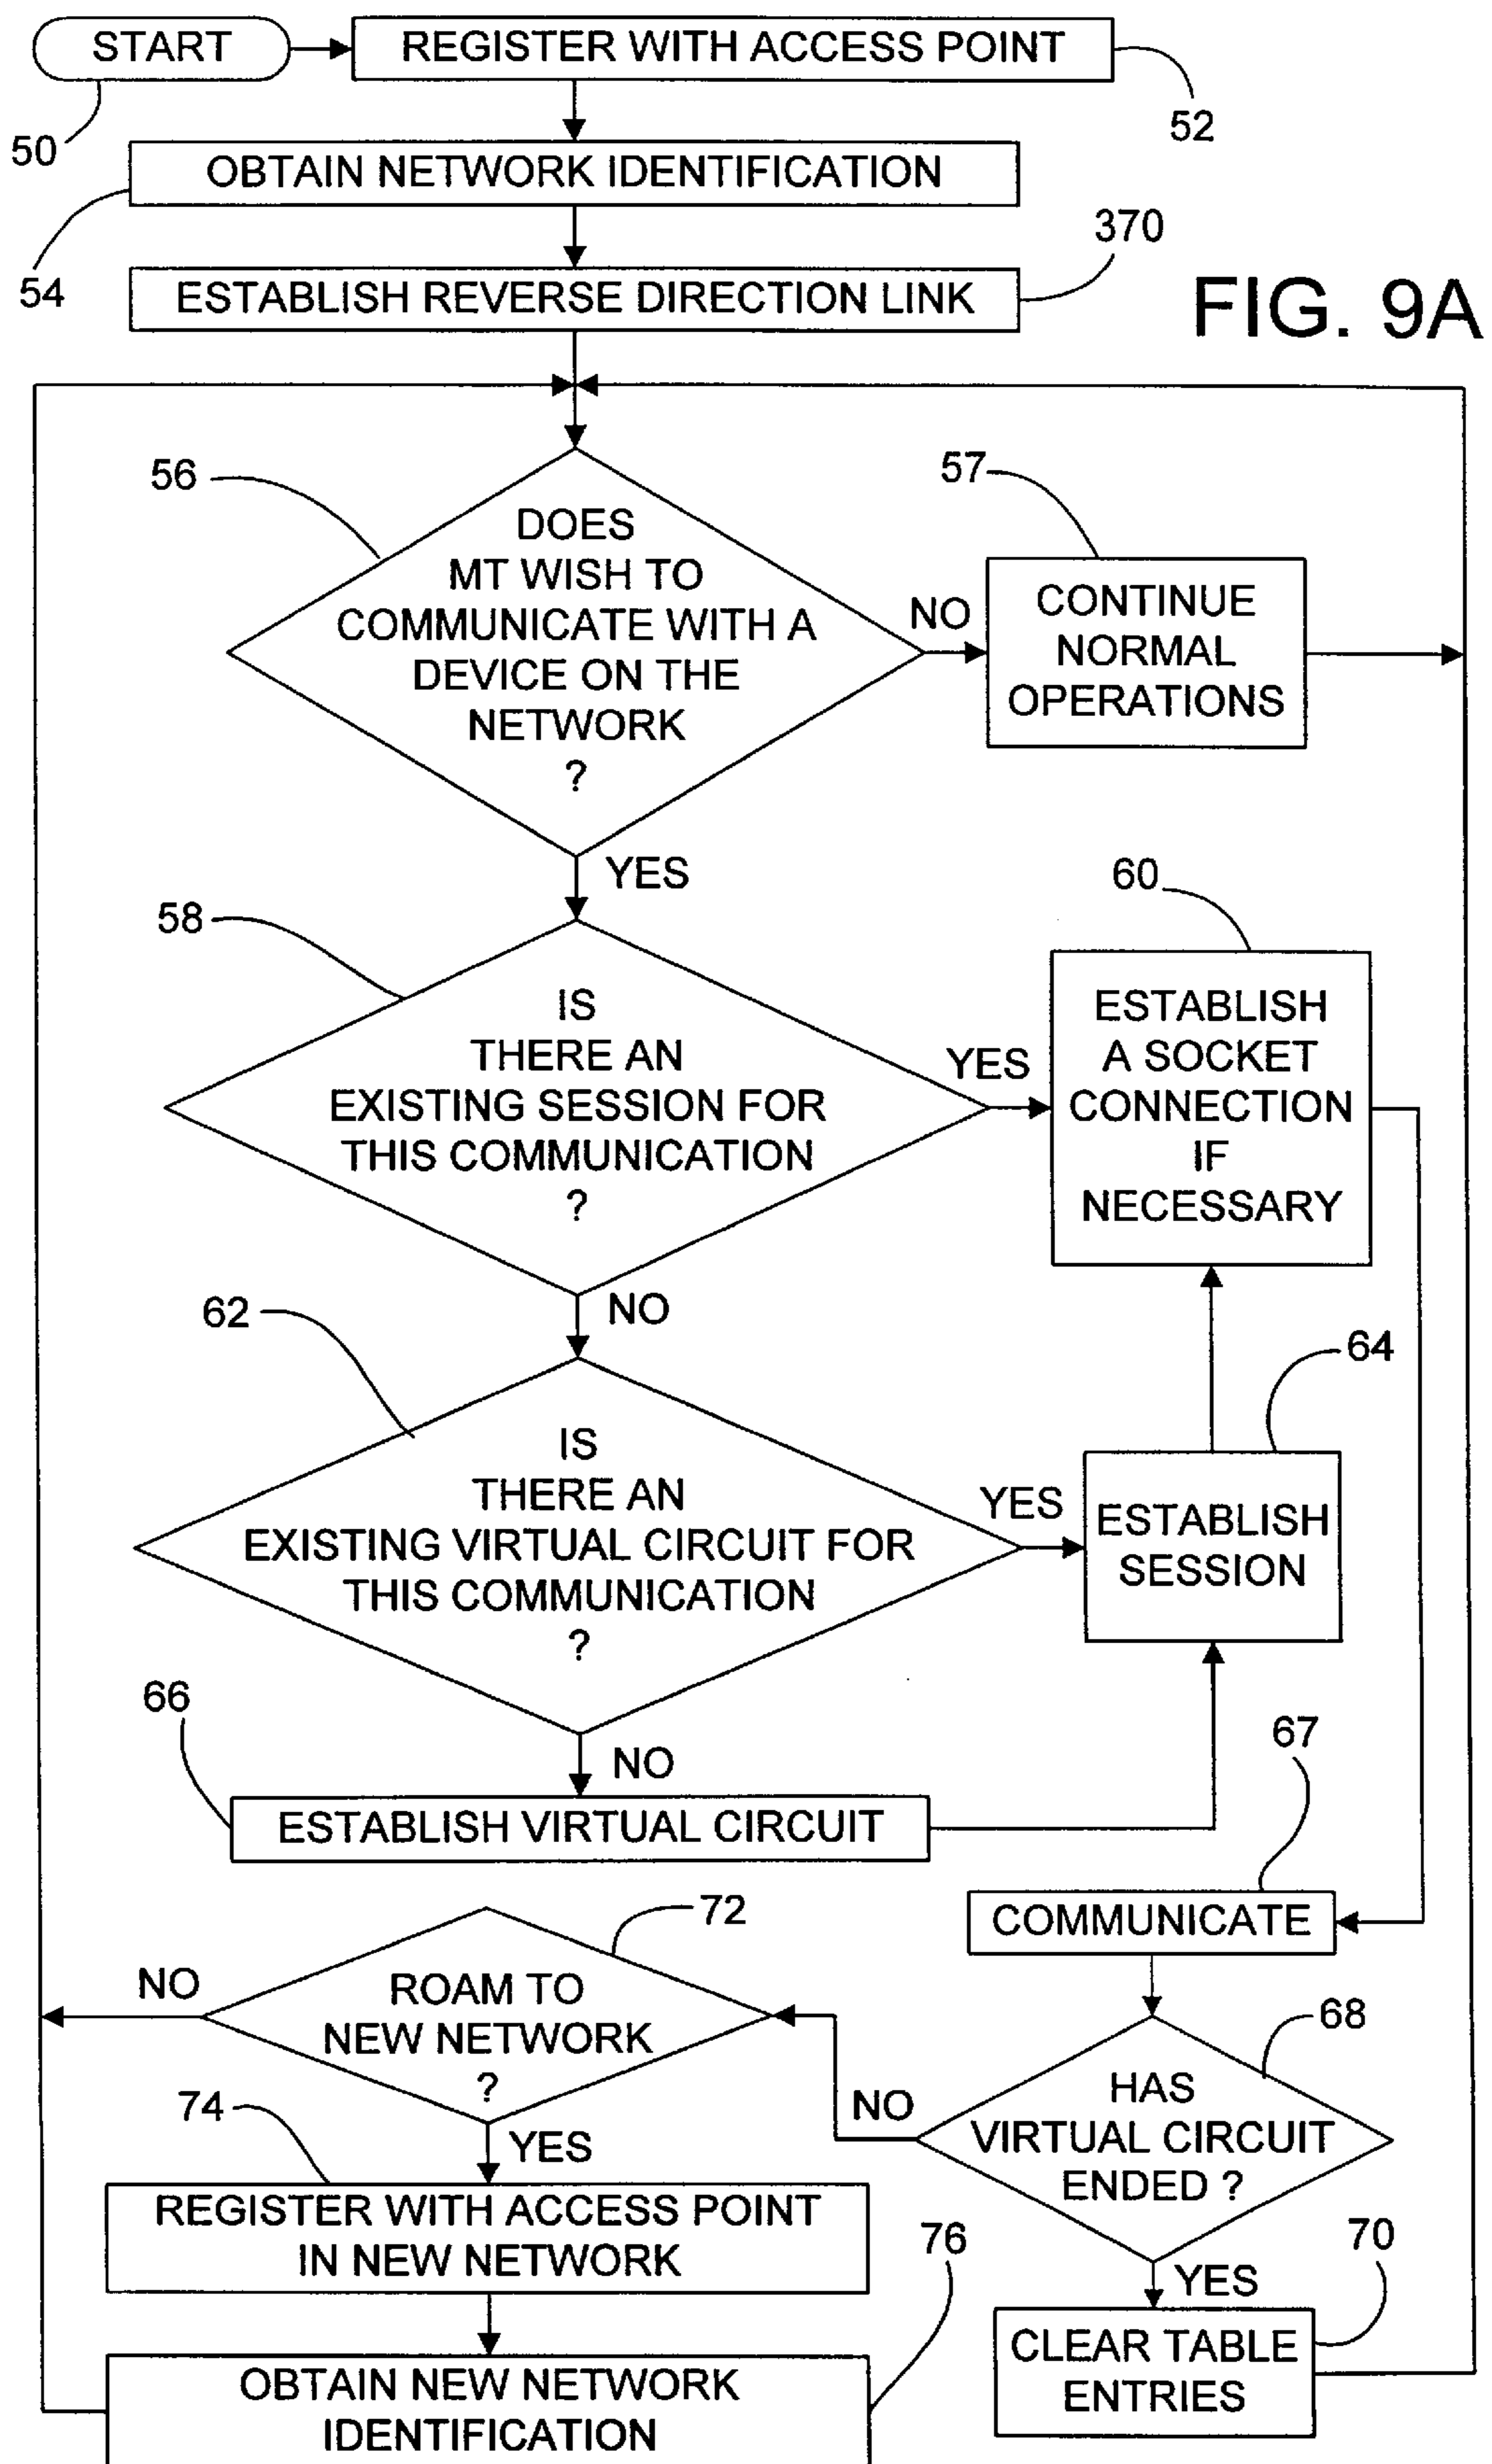 START
REGISTER WITH ACCESS POINT
50
52
OBTAIN NETWORK IDENTIFICATION
54
370
ESTABLISH REVERSE DIRECTION LINK
FIG. 9A
56
DOES
MT WISH TO
COMMUNICATE WITH A
DEVICE ON THE
NETWORK
?
NO
57
CONTINUE
NORMAL
OPERATIONS
YES
58
IS
THERE AN
EXISTING SESSION FOR
THIS COMMUNICATION
?
YES
60
ESTABLISH
A SOCKET
CONNECTION
IF
NECESSARY
NO
62
IS
THERE AN
EXISTING VIRTUAL CIRCUIT FOR
THIS COMMUNICATION
?
YES
64
ESTABLISH
SESSION
NO
66
ESTABLISH VIRTUAL CIRCUIT
67
COMMUNICATE
68
HAS
VIRTUAL CIRCUIT
ENDED ?
NO
YES
70
CLEAR TABLE
ENTRIES
72
ROAM TO
NEW NETWORK
?
NO
YES
74
REGISTER WITH ACCESS POINT
IN NEW NETWORK
76
OBTAIN NEW NETWORK
IDENTIFICATION